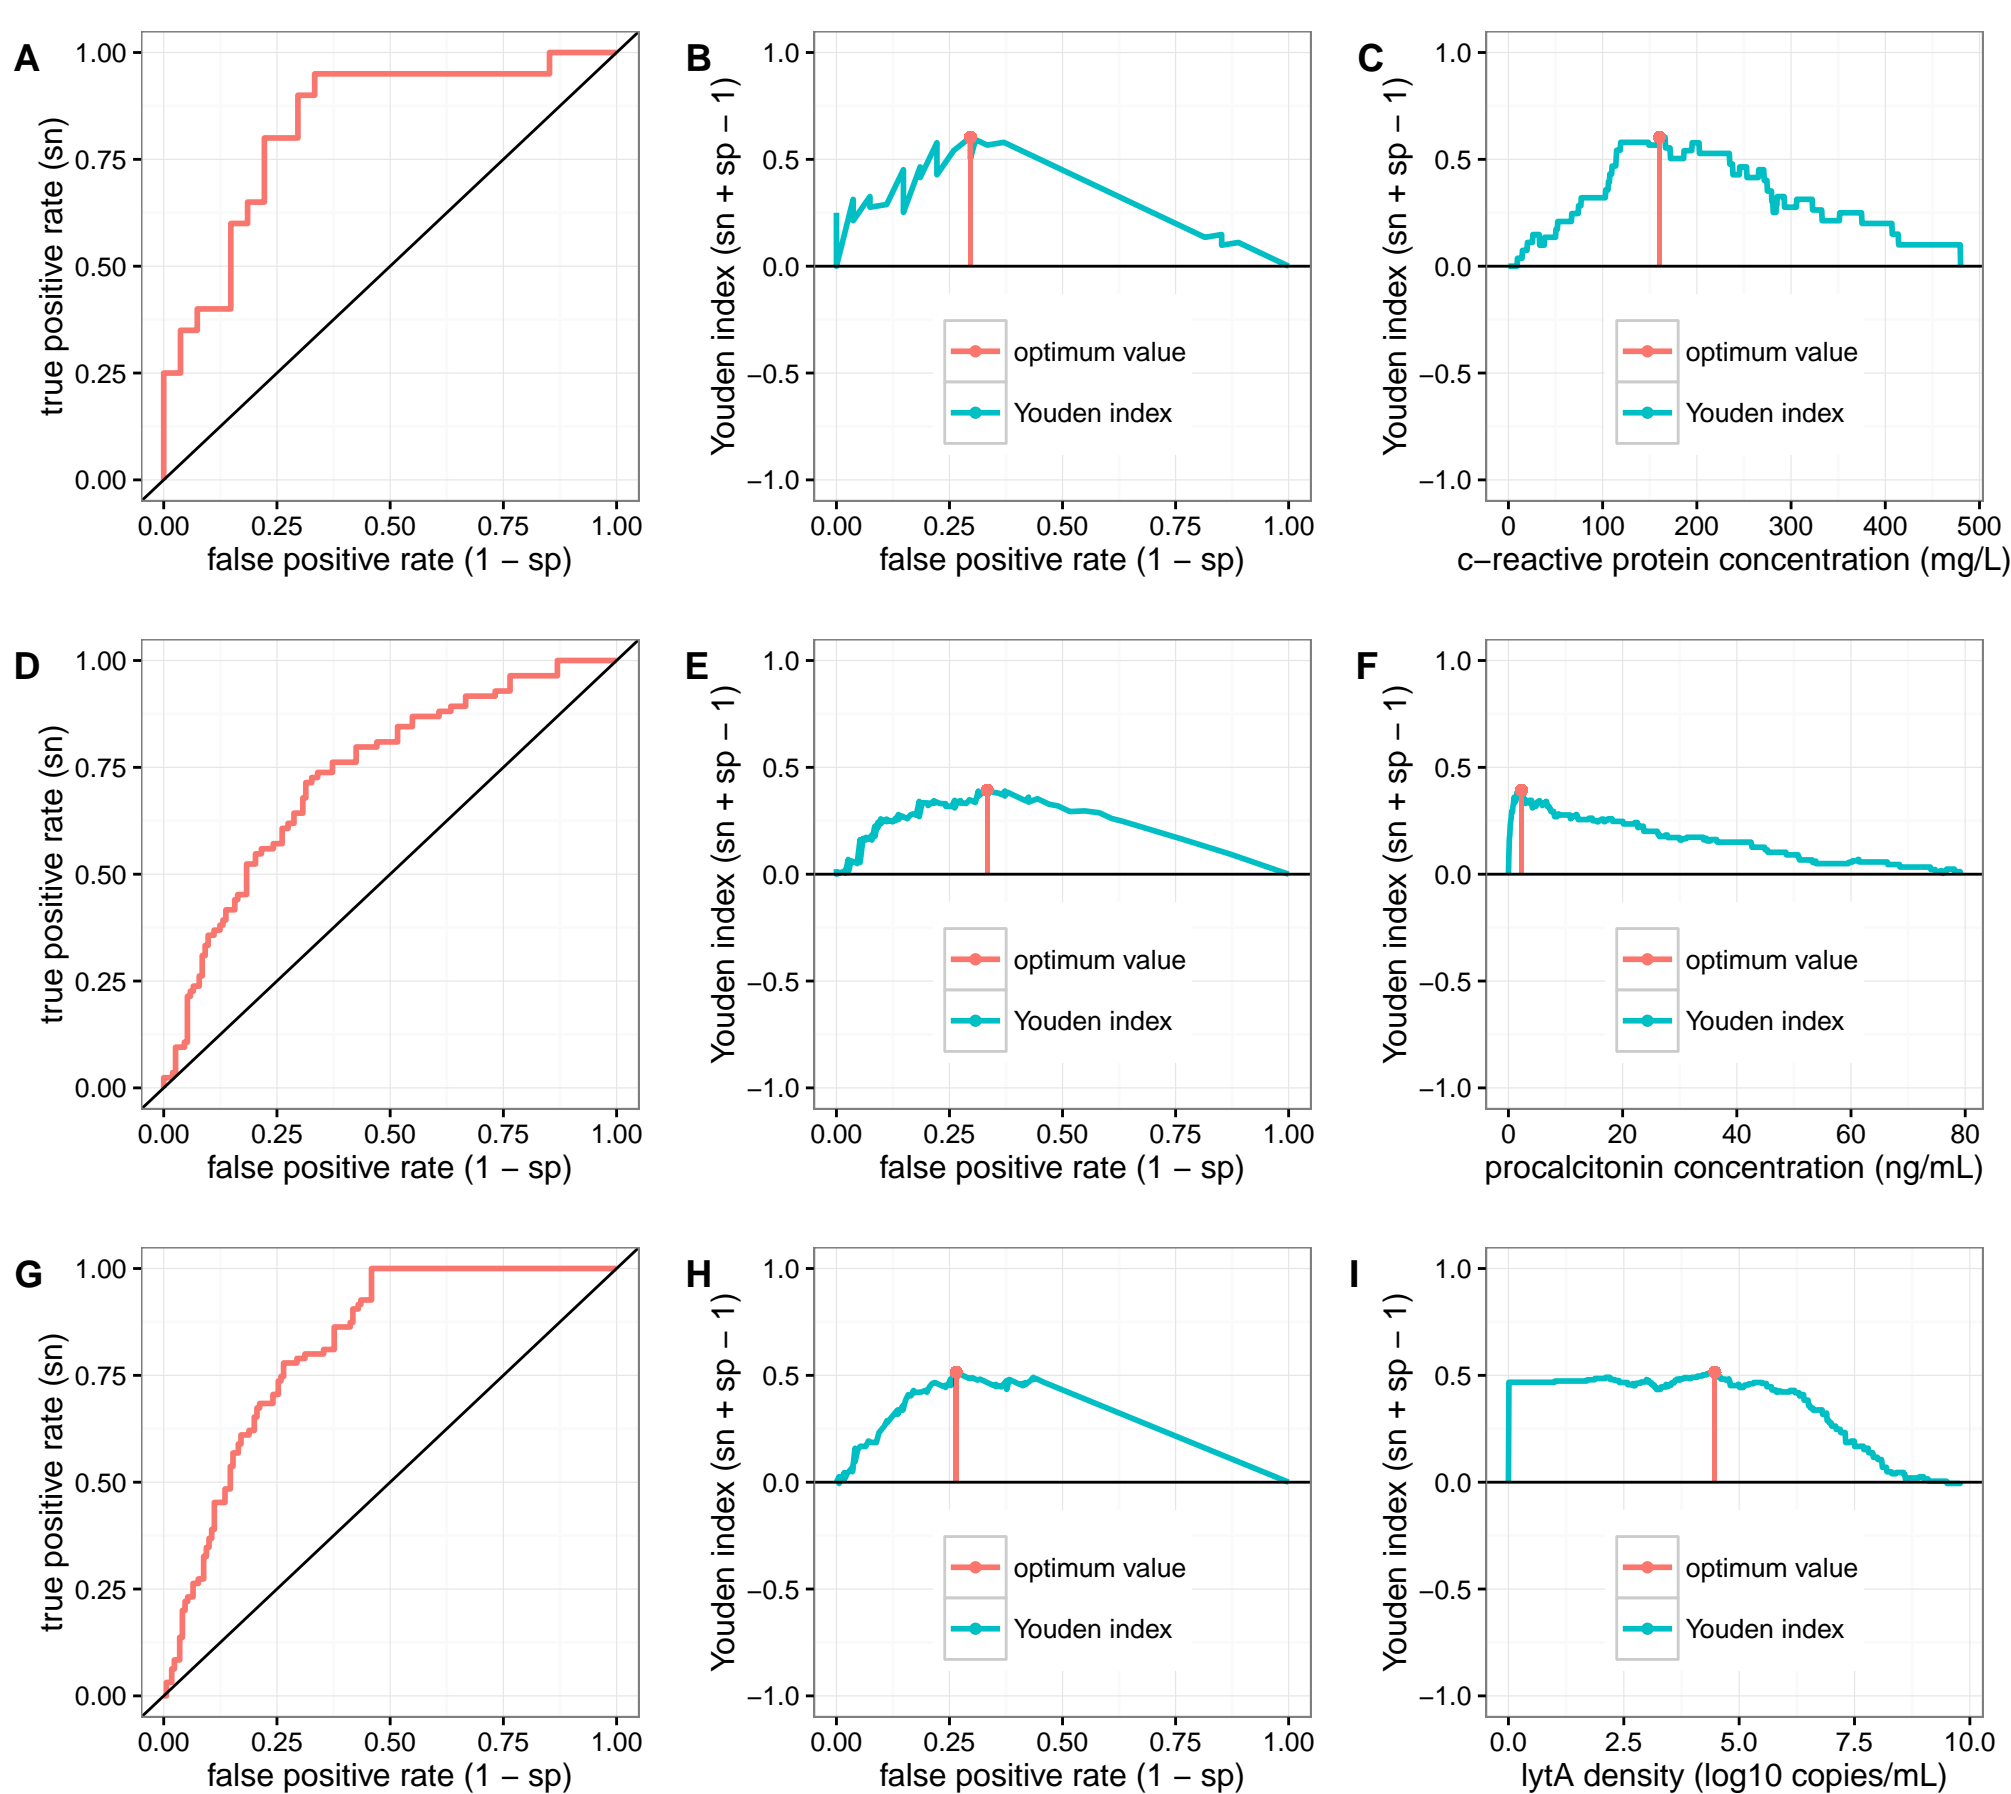 A
true positive rate (sn)
1.00
0.75
0.50
0.25
0.00
0.00 0.25 0.50 0.75 1.00
false positive rate (1 − sp)
B
Youden index (sn + sp − 1)
1.0
0.5
0.0
−0.5
−1.0
optimum value
Youden index
0.00 0.25 0.50 0.75 1.00
false positive rate (1 − sp)
C
Youden index (sn + sp − 1)
1.0
0.5
0.0
−0.5
−1.0
optimum value
Youden index
0 100 200 300 400 500
c−reactive protein concentration (mg/L)
D
true positive rate (sn)
1.00
0.75
0.50
0.25
0.00
0.00 0.25 0.50 0.75 1.00
false positive rate (1 − sp)
E
Youden index (sn + sp − 1)
1.0
0.5
0.0
−0.5
−1.0
optimum value
Youden index
0.00 0.25 0.50 0.75 1.00
false positive rate (1 − sp)
F
Youden index (sn + sp − 1)
1.0
0.5
0.0
−0.5
−1.0
optimum value
Youden index
0 20 40 60 80
procalcitonin concentration (ng/mL)
G
true positive rate (sn)
1.00
0.75
0.50
0.25
0.00
0.00 0.25 0.50 0.75 1.00
false positive rate (1 − sp)
H
Youden index (sn + sp − 1)
1.0
0.5
0.0
−0.5
−1.0
optimum value
Youden index
0.00 0.25 0.50 0.75 1.00
false positive rate (1 − sp)
I
Youden index (sn + sp − 1)
1.0
0.5
0.0
−0.5
−1.0
optimum value
Youden index
0.0 2.5 5.0 7.5 10.0
lytA density (log10 copies/mL)